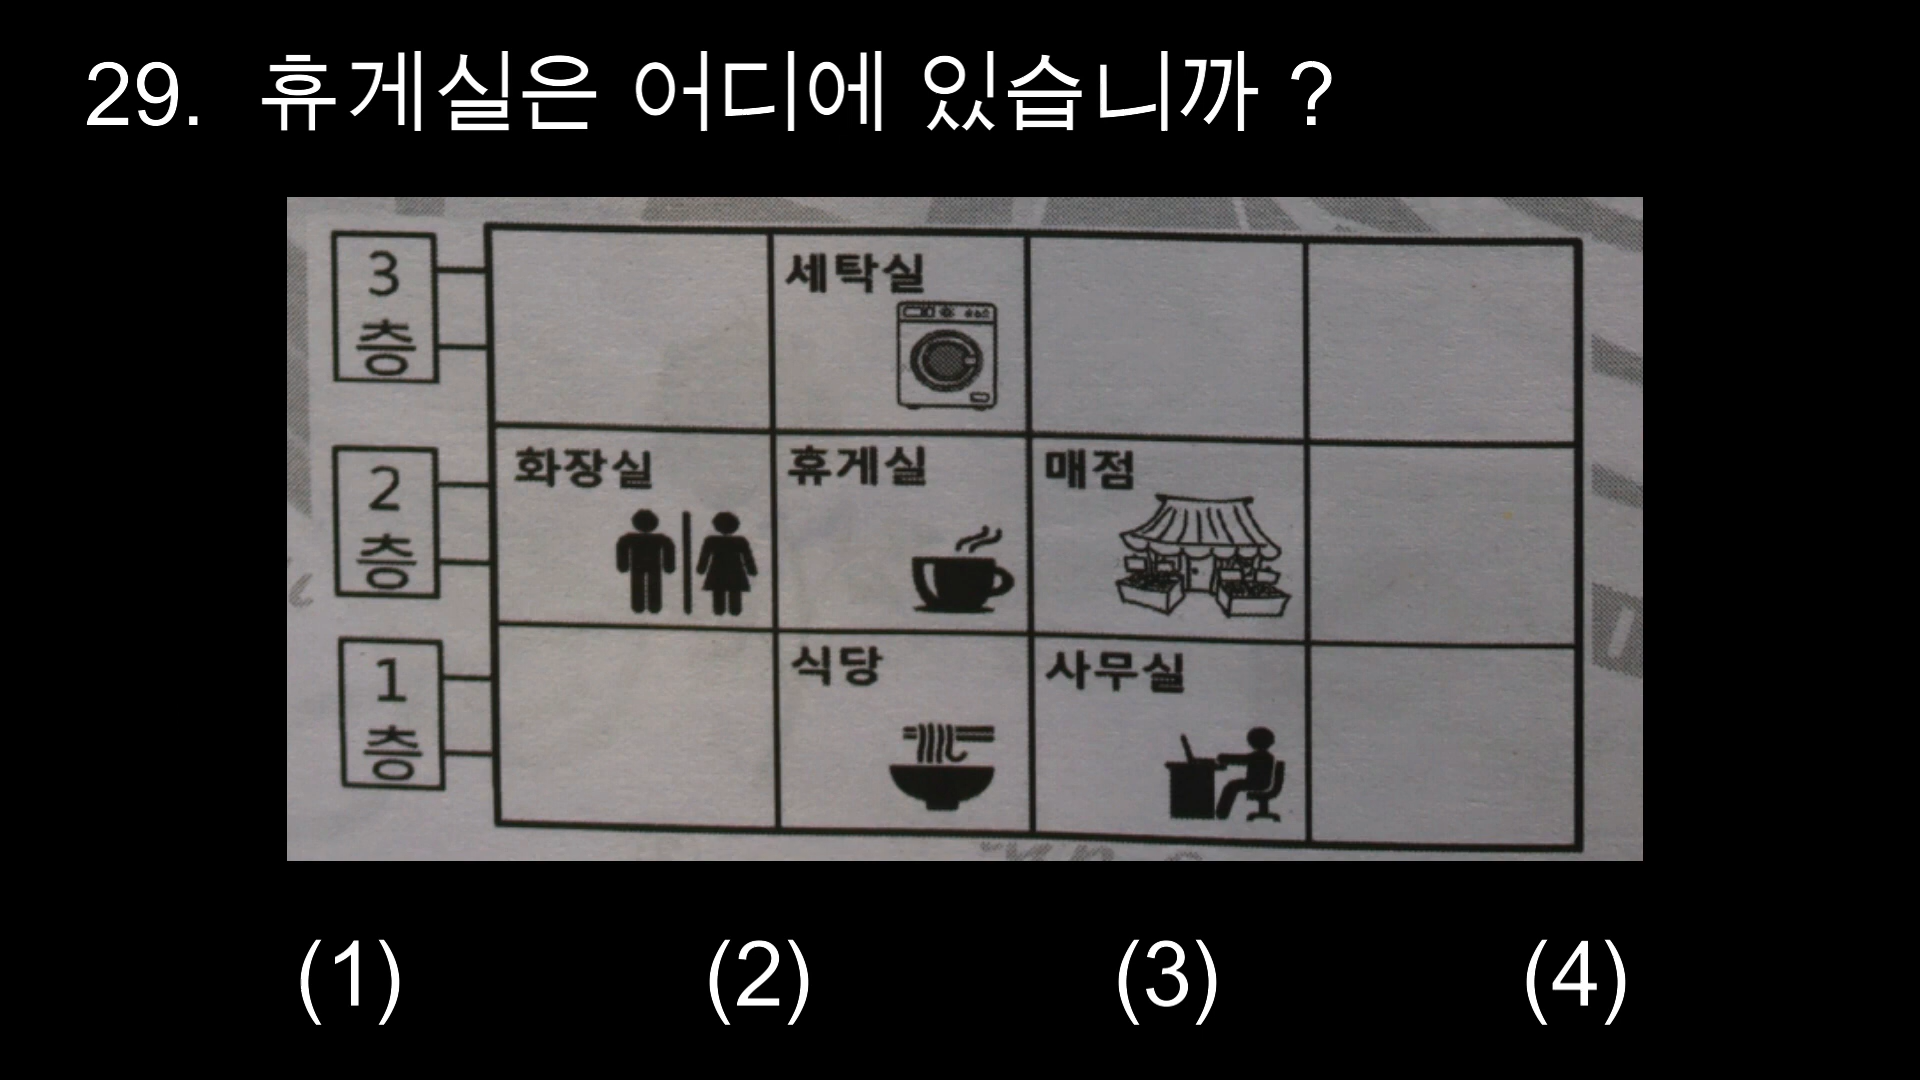 29. 휴게실은 어디에 있습니까 ?
3층
세탁실
2층
화장실 휴게실 매점
1층
식당 사무실
(1) (2) (3) (4)